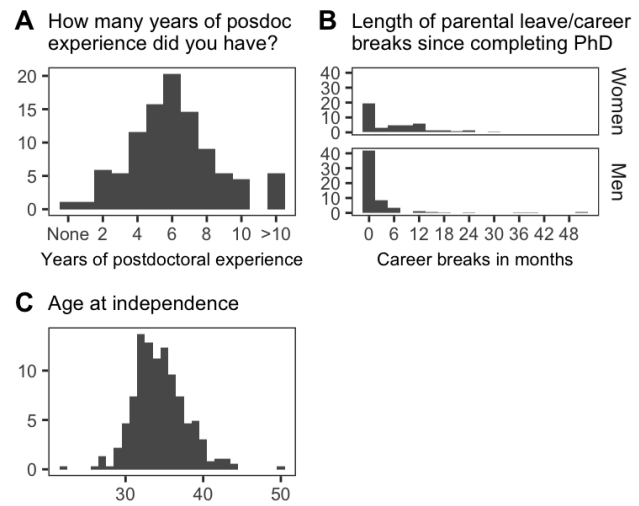 A How many years of posdoc
experience did you have?
20
15
10
5
0
None 2 4 6 8 10 >10
Years of postdoctoral experience
B Length of parental leave/career
breaks since completing PhD
40
30
20
10
0
Women
40
30
20
10
0
Men
0 6 12 18 24 30 36 42 48
Career breaks in months
C Age at independence
10
5
0
30 40 50